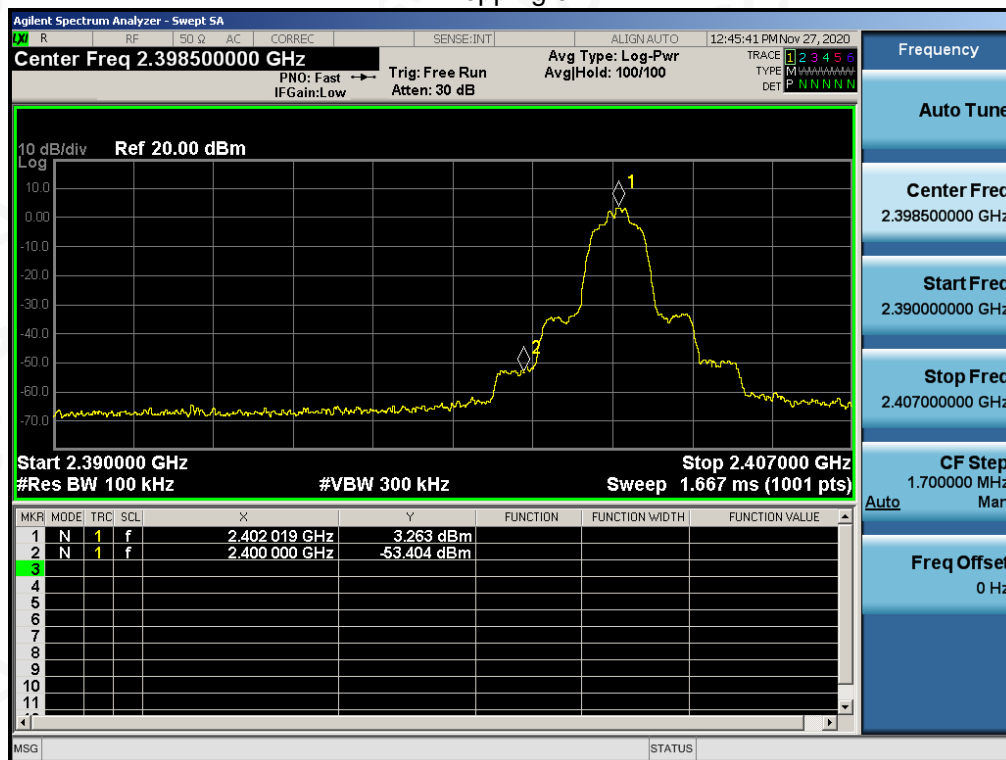 Agilent Spectrum Analyzer - Swept SA
LXI R RF 50 Ω AC CORREC SENSE:INT ALIGN AUTO 12:45:41 PM Nov 27, 2020
Center Freq 2.398500000 GHz
PNO: Fast
IFGain:Low
Trig: Free Run
Atten: 30 dB
Avg Type: Log-Pwr
Avg|Hold: 100/100
TRACE 1 2 3 4 5 6
TYPE M
DET P N N N N N
10 dB/div Ref 20.00 dBm
Log
10.0
0.00
-10.0
-20.0
-30.0
-40.0
-50.0
-60.0
-70.0
1
2
Start 2.390000 GHz Stop 2.407000 GHz
#Res BW 100 kHz #VBW 300 kHz Sweep 1.667 ms (1001 pts)
MKR MODE TRC SCL X Y FUNCTION FUNCTION WIDTH FUNCTION VALUE
1 N 1 f 2.402 019 GHz 3.263 dBm
2 N 1 f 2.400 000 GHz -53.404 dBm
3
4
5
6
7
8
9
10
11
MSG STATUS
Frequency
Auto Tune
Center Freq
2.398500000 GHz
Start Freq
2.390000000 GHz
Stop Freq
2.407000000 GHz
CF Step
1.700000 MHz
Auto Man
Freq Offset
0 Hz